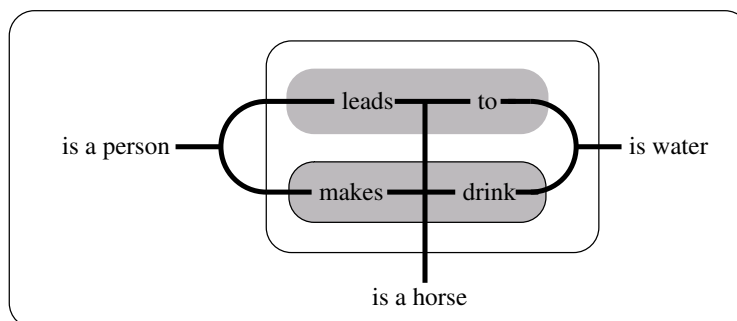 leads to
is a person
is water
makes drink
is a horse